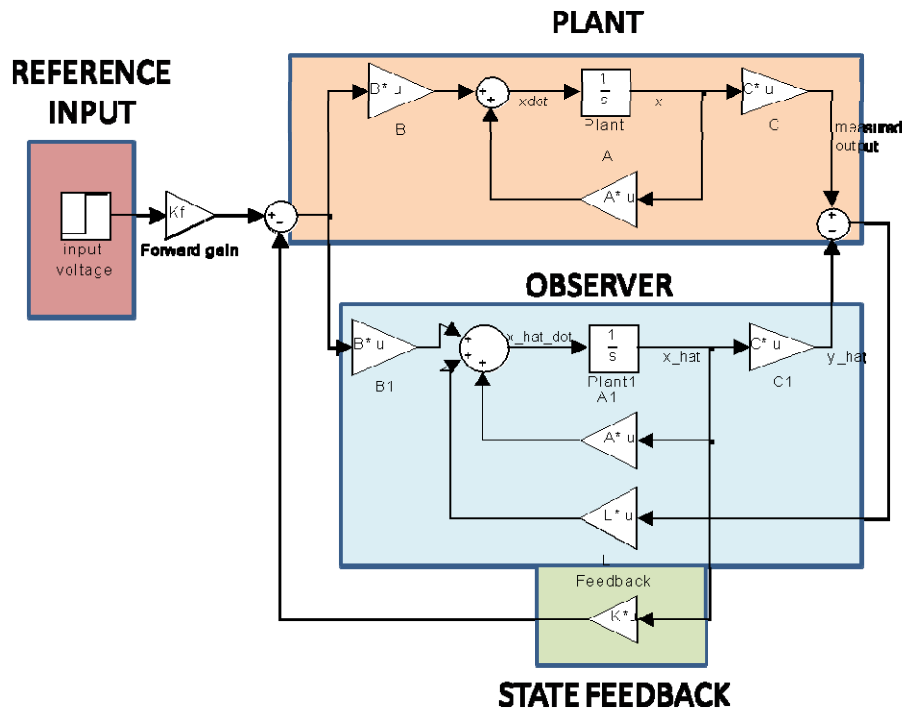 PLANT
REFERENCE
INPUT
B* u
B
xdot
1
s
Plant
x
C* u
C
measured
output
A
A* u
input
voltage
Kf
Forward gain
OBSERVER
B* u
B1
x_hat_dot
1
s
Plant1
A1
x_hat
C* u
C1
y_hat
A* u
L* u
L
Feedback
K* u
STATE FEEDBACK